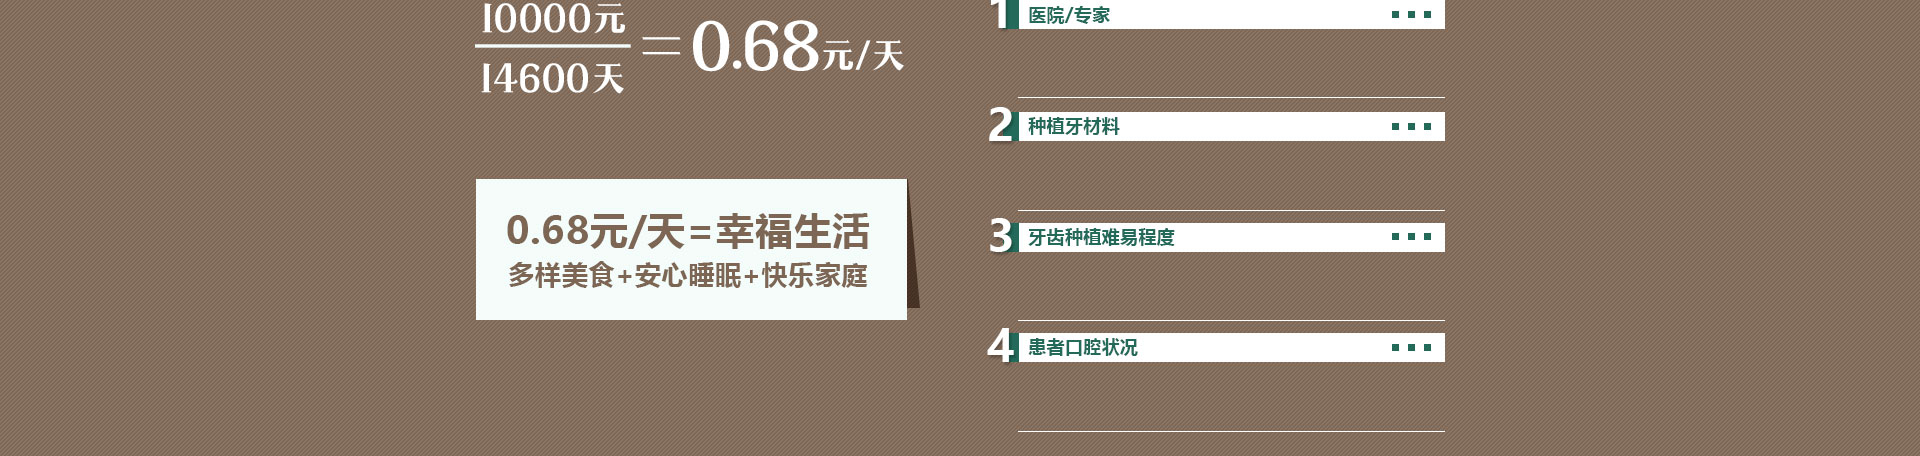 10000元
14600天
=0.68元/天
0.68元/天=幸福生活
多样美食+安心睡眠+快乐家庭
1 医院/专家
2 种植牙材料
3 牙齿种植难易程度
4 患者口腔状况